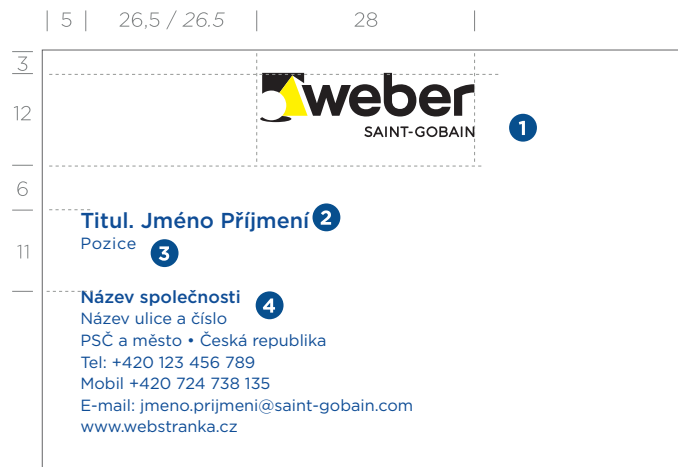 5 26,5 / 26.5 28
3
12
weber
SAINT-GOBAIN
1
6
Titul. Jméno Příjmení 2
Pozice 3
11
Název společnosti 4
Název ulice a číslo
PSČ a město • Česká republika
Tel: +420 123 456 789
Mobil +420 724 738 135
E-mail: jmeno.prijmeni@saint-gobain.com
www.webstranka.cz